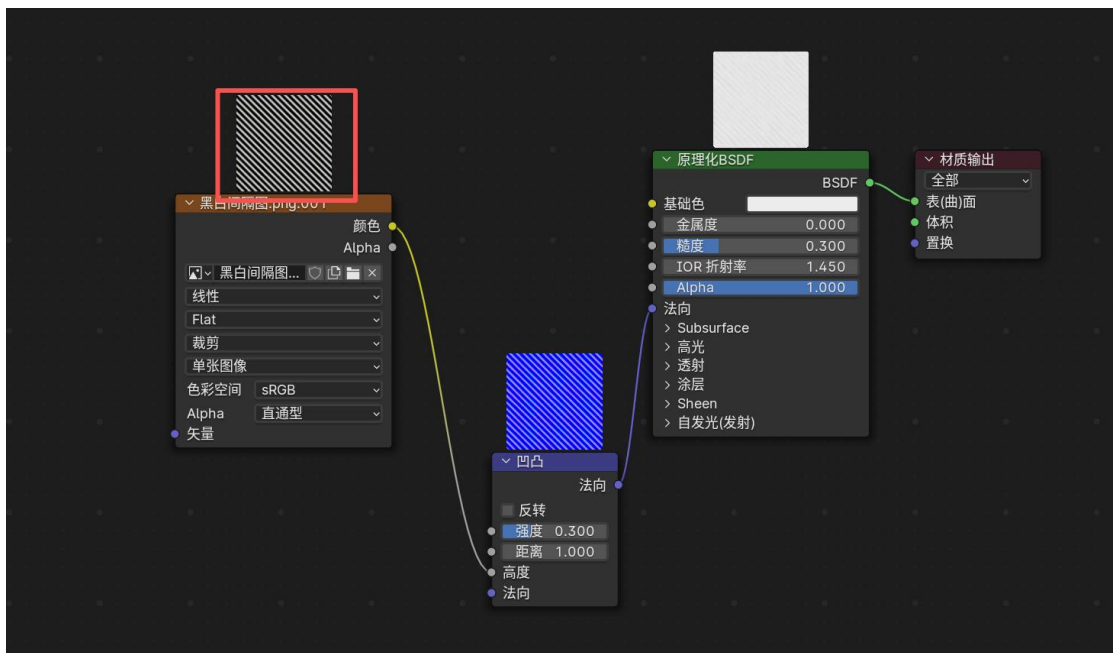 黑白间隔图.png.001
颜色
Alpha
黑白间隔图...
线性
Flat
裁剪
单张图像
色彩空间 sRGB
Alpha 直通型
矢量
凹凸
法向
反转
强度 0.300
距离 1.000
高度
法向
原理化BSDF
BSDF
基础色
金属度 0.000
糙度 0.300
IOR 折射率 1.450
Alpha 1.000
法向
Subsurface
高光
透射
涂层
Sheen
自发光(发射)
材质输出
全部
表(曲)面
体积
置换